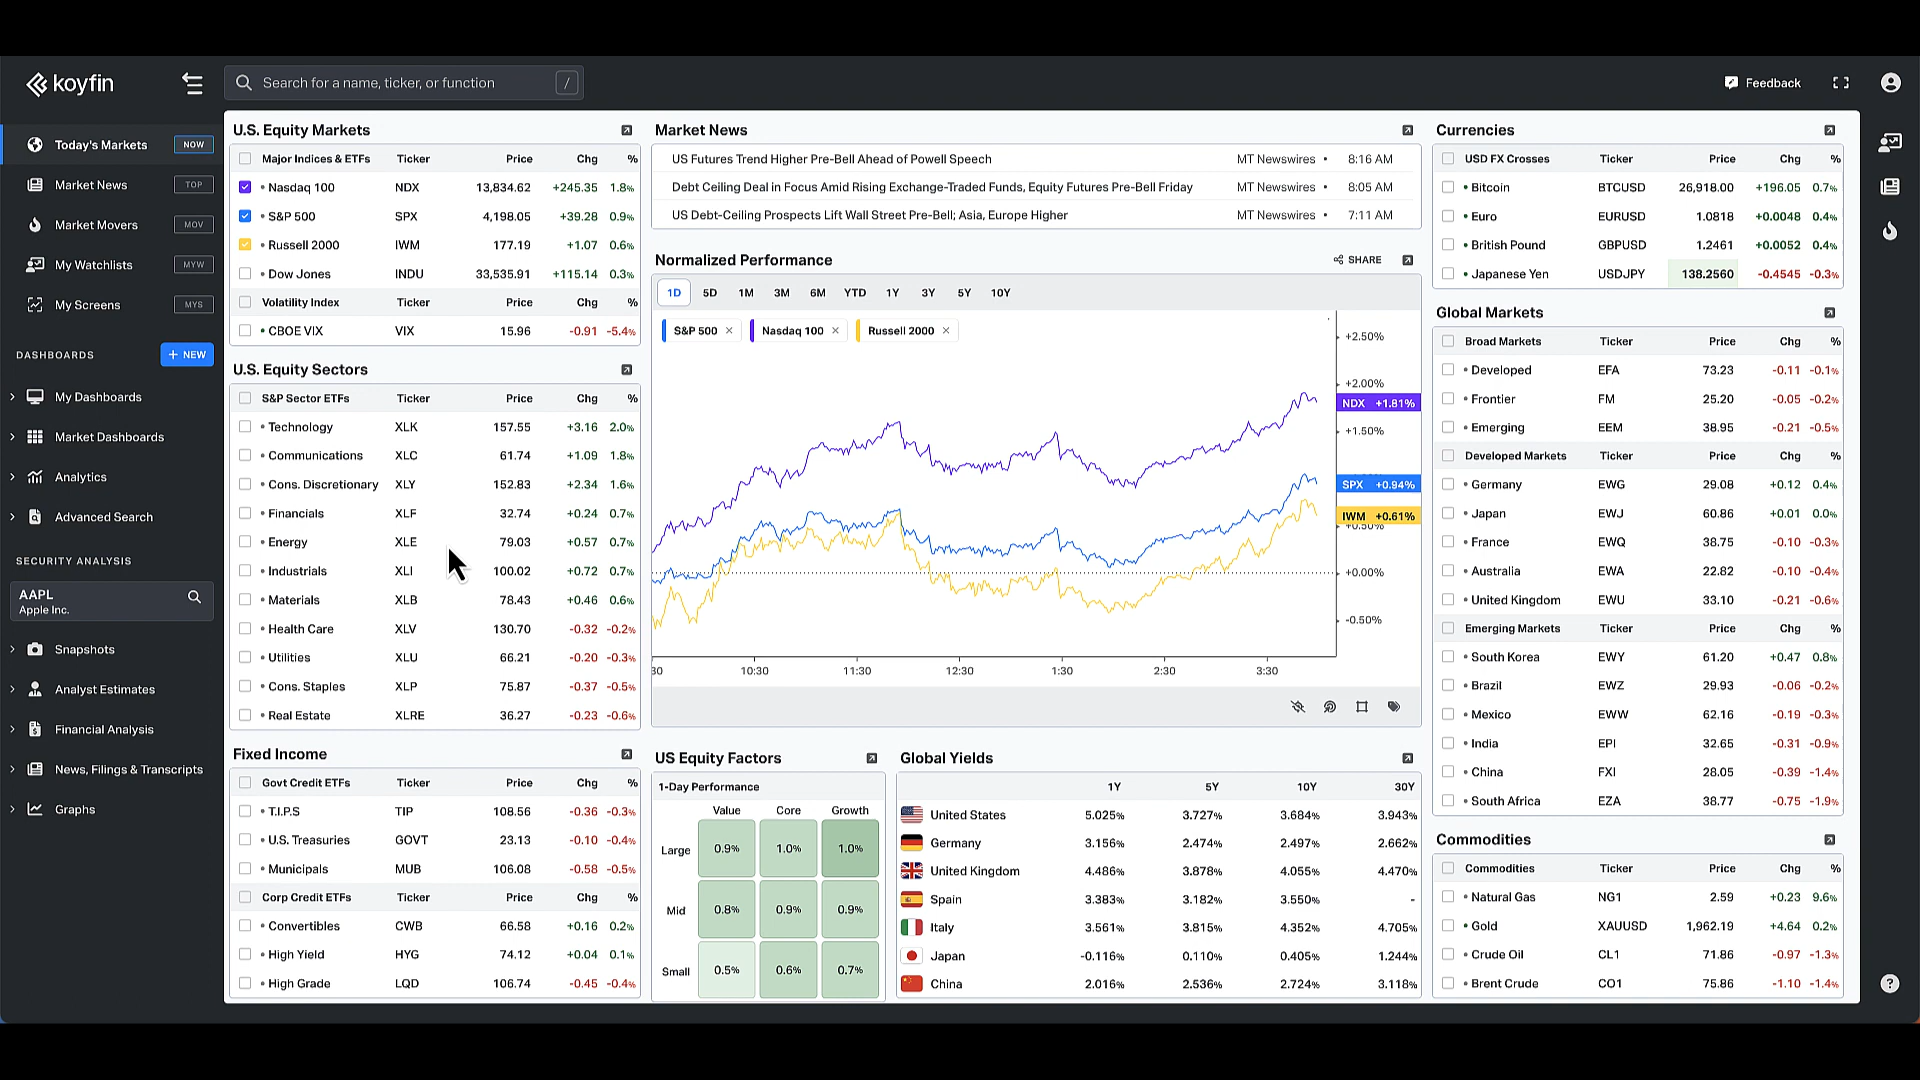 koyfin
Search for a name, ticker, or function /
Feedback
Today's Markets NOW
Market News TOP
Market Movers MOV
My Watchlists MYW
My Screens MYS
DASHBOARDS + NEW
My Dashboards
Market Dashboards
Analytics
Advanced Search
SECURITY ANALYSIS
AAPL
Apple Inc.
Snapshots
Analyst Estimates
Financial Analysis
News, Filings & Transcripts
Graphs
U.S. Equity Markets
Major Indices & ETFs Ticker Price Chg %
Nasdaq 100 NDX 13,834.62 +245.35 1.8%
S&P 500 SPX 4,198.05 +39.28 0.9%
Russell 2000 IWM 177.19 +1.07 0.6%
Dow Jones INDU 33,535.91 +115.14 0.3%
Volatility Index Ticker Price Chg %
CBOE VIX VIX 15.96 -0.91 -5.4%
U.S. Equity Sectors
S&P Sector ETFs Ticker Price Chg %
Technology XLK 157.55 +3.16 2.0%
Communications XLC 61.74 +1.09 1.8%
Cons. Discretionary XLY 152.83 +2.34 1.6%
Financials XLF 32.74 +0.24 0.7%
Energy XLE 79.03 +0.57 0.7%
Industrials XLI 100.02 +0.72 0.7%
Materials XLB 78.43 +0.46 0.6%
Health Care XLV 130.70 -0.32 -0.2%
Utilities XLU 66.21 -0.20 -0.3%
Cons. Staples XLP 75.87 -0.37 -0.5%
Real Estate XLRE 36.27 -0.23 -0.6%
Fixed Income
Govt Credit ETFs Ticker Price Chg %
T.I.P.S TIP 108.56 -0.36 -0.3%
U.S. Treasuries GOVT 23.13 -0.10 -0.4%
Municipals MUB 106.08 -0.58 -0.5%
Corp Credit ETFs Ticker Price Chg %
Convertibles CWB 66.58 +0.16 0.2%
High Yield HYG 74.12 +0.04 0.1%
High Grade LQD 106.74 -0.45 -0.4%
Market News
US Futures Trend Higher Pre-Bell Ahead of Powell Speech MT Newswires • 8:16 AM
Debt Ceiling Deal in Focus Amid Rising Exchange-Traded Funds, Equity Futures Pre-Bell Friday MT Newswires • 8:05 AM
US Debt-Ceiling Prospects Lift Wall Street Pre-Bell; Asia, Europe Higher MT Newswires • 7:11 AM
Normalized Performance SHARE
1D 5D 1M 3M 6M YTD 1Y 3Y 5Y 10Y
S&P 500 × Nasdaq 100 × Russell 2000 ×
+2.50%
+2.00%
NDX +1.81%
+1.50%
SPX +0.94%
IWM +0.61%
+0.50%
+0.00%
-0.50%
30 10:30 11:30 12:30 1:30 2:30 3:30
US Equity Factors
1-Day Performance
Value Core Growth
Large 0.9% 1.0% 1.0%
Mid 0.8% 0.9% 0.9%
Small 0.5% 0.6% 0.7%
Global Yields
1Y 5Y 10Y 30Y
United States 5.025% 3.727% 3.684% 3.943%
Germany 3.156% 2.474% 2.497% 2.662%
United Kingdom 4.486% 3.878% 4.055% 4.470%
Spain 3.383% 3.182% 3.550% -
Italy 3.561% 3.815% 4.352% 4.705%
Japan -0.116% 0.110% 0.405% 1.244%
China 2.016% 2.536% 2.724% 3.118%
Currencies
USD FX Crosses Ticker Price Chg %
Bitcoin BTCUSD 26,918.00 +196.05 0.7%
Euro EURUSD 1.0818 +0.0048 0.4%
British Pound GBPUSD 1.2461 +0.0052 0.4%
Japanese Yen USDJPY 138.2560 -0.4545 -0.3%
Global Markets
Broad Markets Ticker Price Chg %
Developed EFA 73.23 -0.11 -0.1%
Frontier FM 25.20 -0.05 -0.2%
Emerging EEM 38.95 -0.21 -0.5%
Developed Markets Ticker Price Chg %
Germany EWG 29.08 +0.12 0.4%
Japan EWJ 60.86 +0.01 0.0%
France EWQ 38.75 -0.10 -0.3%
Australia EWA 22.82 -0.10 -0.4%
United Kingdom EWU 33.10 -0.21 -0.6%
Emerging Markets Ticker Price Chg %
South Korea EWY 61.20 +0.47 0.8%
Brazil EWZ 29.93 -0.06 -0.2%
Mexico EWW 62.16 -0.19 -0.3%
India EPI 32.65 -0.31 -0.9%
China FXI 28.05 -0.39 -1.4%
South Africa EZA 38.77 -0.75 -1.9%
Commodities
Commodities Ticker Price Chg %
Natural Gas NG1 2.59 +0.23 9.6%
Gold XAUUSD 1,962.19 +4.64 0.2%
Crude Oil CL1 71.86 -0.97 -1.3%
Brent Crude CO1 75.86 -1.10 -1.4%
?